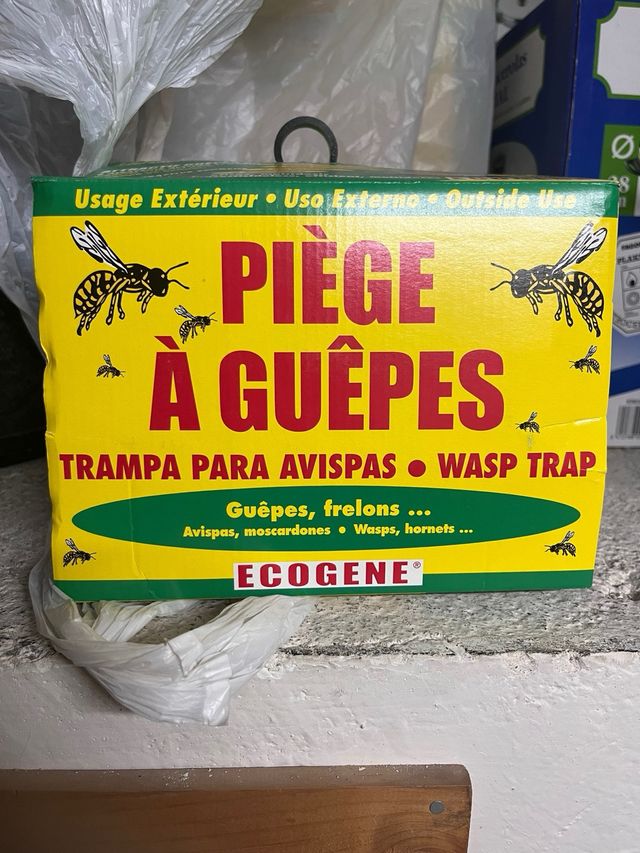 Usage Extérieur • Uso Externo • Outside Use
PIÈGE
À GUÊPES
TRAMPA PARA AVISPAS • WASP TRAP
Guêpes, frelons ...
Avispas, moscardones • Wasps, hornets ...
ECOGENE®